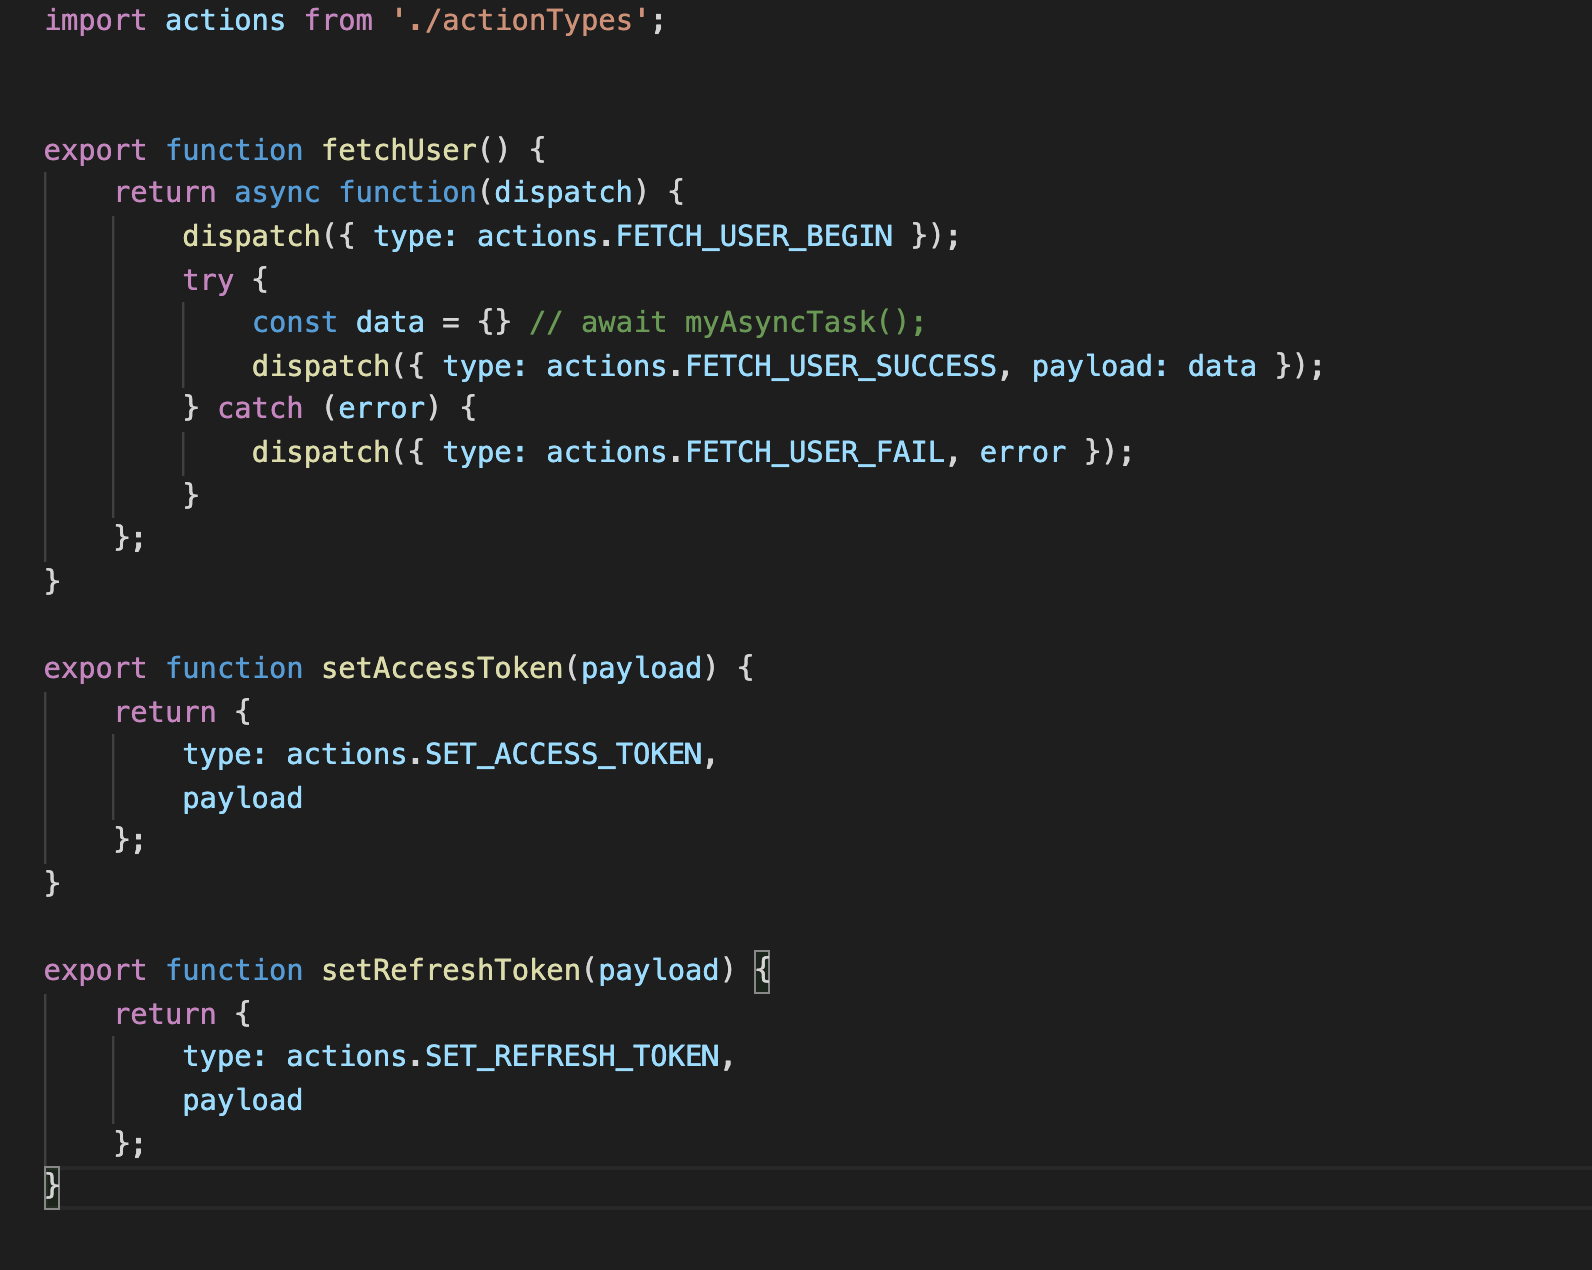 import actions from './actionTypes';
export function fetchUser() {
    return async function(dispatch) {
        dispatch({ type: actions.FETCH_USER_BEGIN });
        try {
            const data = {} // await myAsyncTask();
            dispatch({ type: actions.FETCH_USER_SUCCESS, payload: data });
        } catch (error) {
            dispatch({ type: actions.FETCH_USER_FAIL, error });
        }
    };
}
export function setAccessToken(payload) {
    return {
        type: actions.SET_ACCESS_TOKEN,
        payload
    };
}
export function setRefreshToken(payload) {
    return {
        type: actions.SET_REFRESH_TOKEN,
        payload
    };
}